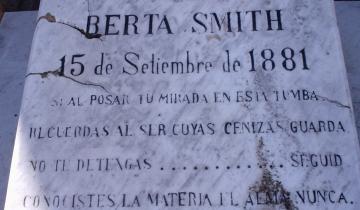 BERTA SMITH
15 de Setiembre de 1881
SI AL POSAR TU MIRADA EN ESTA TUMBA
RECUERDAS AL SER CUYAS CENIZAS GUARDA
NO TE DETENGAS ............ SEGUID
CONOCISTES LA MATERIA EL ALMA NUNCA.